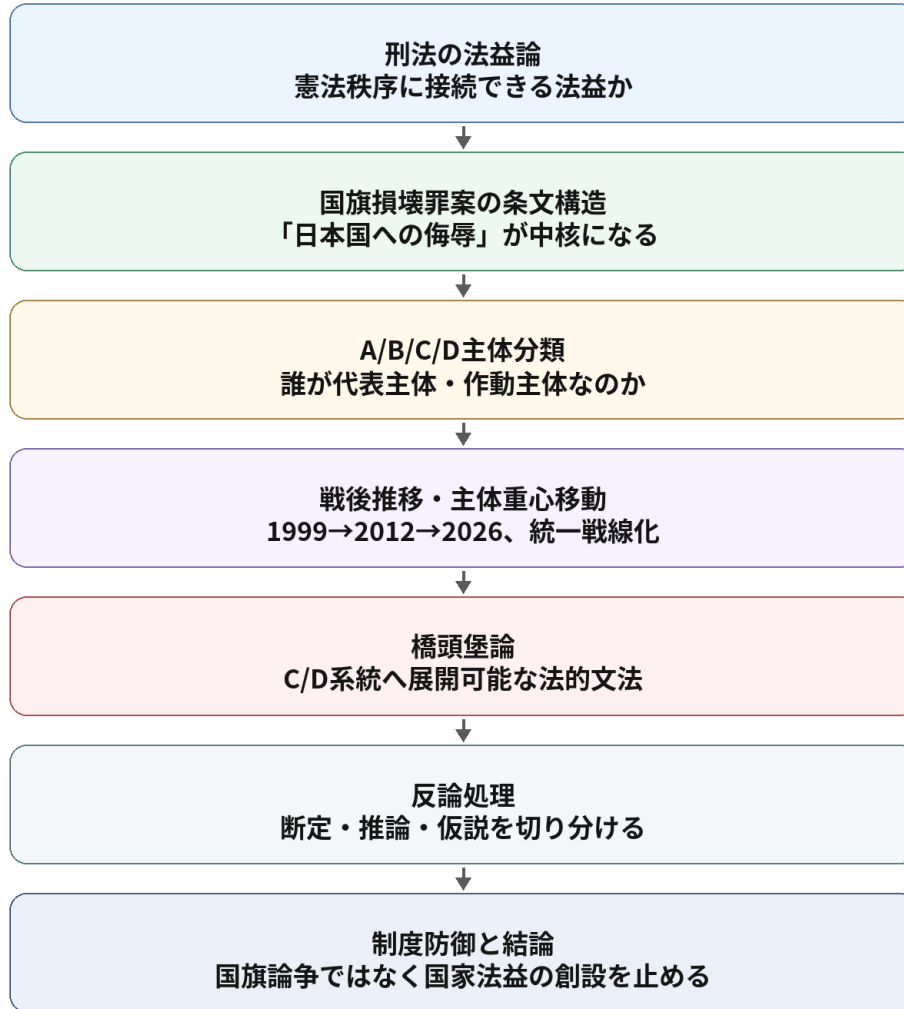 刑法の法益論
憲法秩序に接続できる法益か
国旗損壊罪案の条文構造
「日本国への侮辱」が中核になる
A/B/C/D主体分類
誰が代表主体・作動主体なのか
戦後推移・主体重心移動
1999→2012→2026、統一戦線化
橋頭堡論
C/D系統へ展開可能な法的文法
反論処理
断定・推論・仮説を切り分ける
制度防御と結論
国旗論争ではなく国家法益の創設を止める